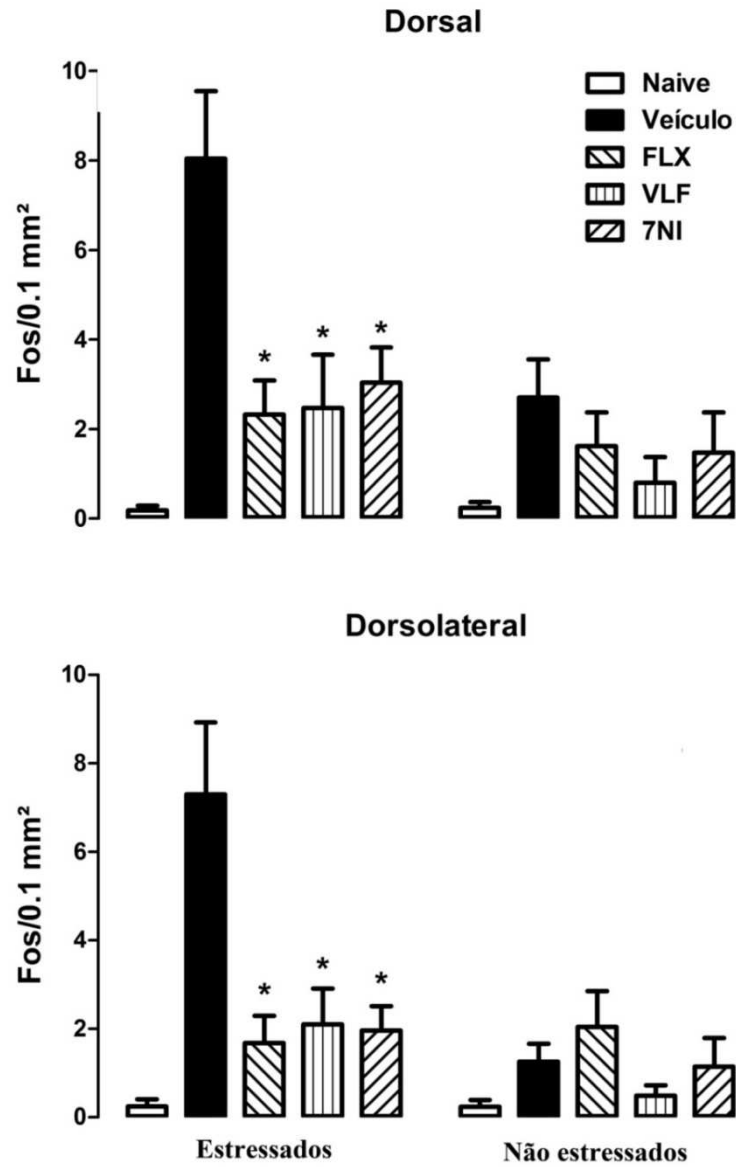 Dorsal
10
8
6
4
2
0
Fos/0.1 mm²
Naive
Veículo
FLX
VLF
7NI
* * *
Dorsolateral
10
8
6
4
2
0
Fos/0.1 mm²
* * *
Estressados
Não estressados